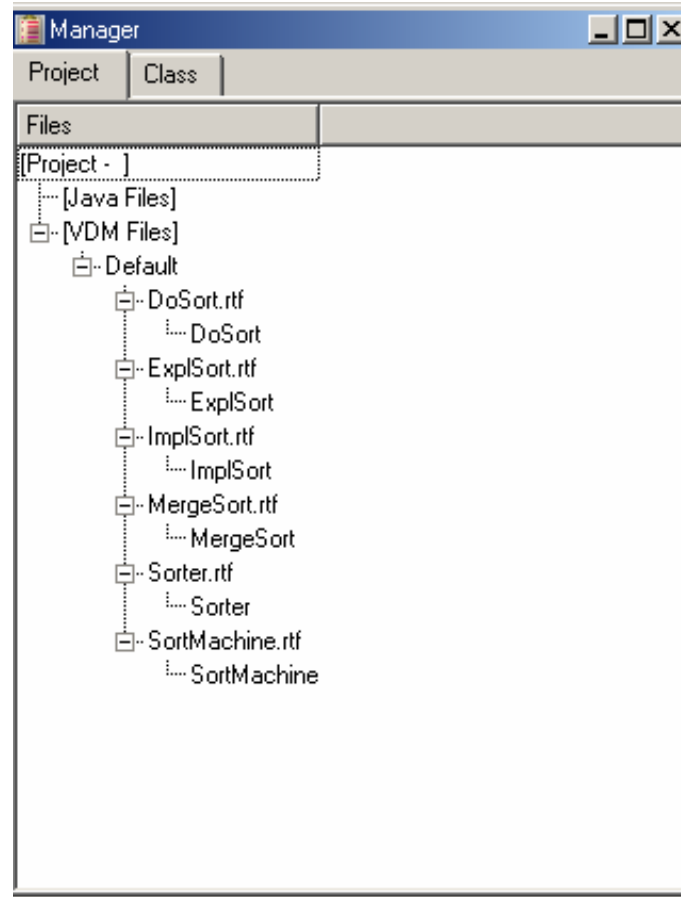 Manager
Project Class
Files
[Project - ]
[Java Files]
[VDM Files]
Default
DoSort.rtf
DoSort
ExplSort.rtf
ExplSort
ImplSort.rtf
ImplSort
MergeSort.rtf
MergeSort
Sorter.rtf
Sorter
SortMachine.rtf
SortMachine